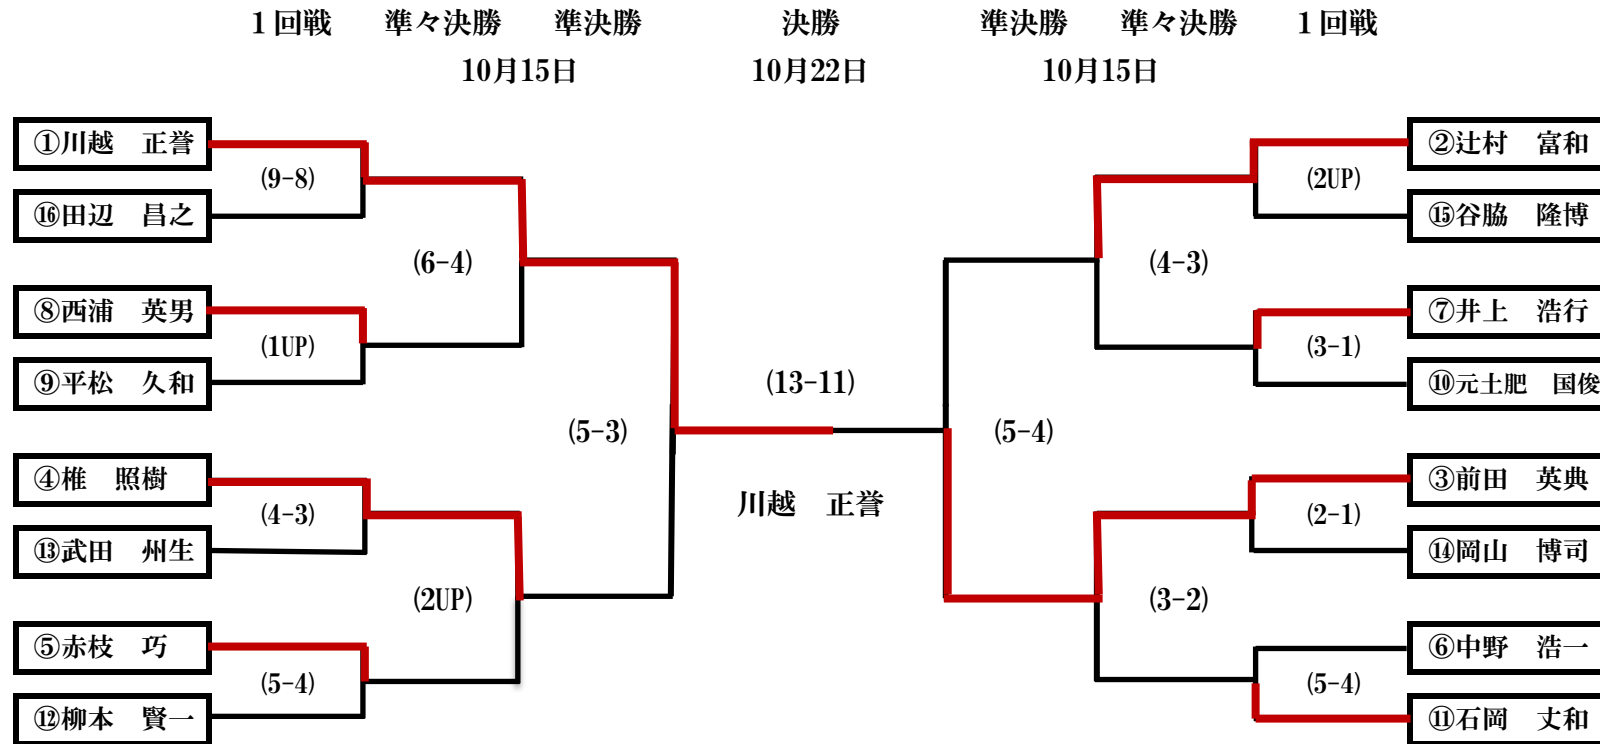 1回戦 準々決勝 準決勝 決勝 準決勝 準々決勝 1回戦
10月15日 10月22日 10月15日
①川越 正誉 ②辻村 富和
(9-8) (2UP)
⑯田辺 昌之 ⑮谷脇 隆博
(6-4) (4-3)
⑧西浦 英男 ⑦井上 浩行
(1UP) (3-1)
⑨平松 久和 (13-11) ⑩元土肥 国俊
(5-3) (5-4)
④椎 照樹 ③前田 英典
(4-3) 川越 正誉 (2-1)
⑬武田 州生 ⑭岡山 博司
(2UP) (3-2)
⑤赤枝 巧 ⑥中野 浩一
(5-4) (5-4)
⑫柳本 賢一 ⑪石岡 丈和